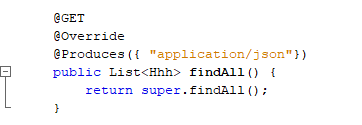 @GET
@Override
@Produces({ "application/json"})
public List<Hhh> findAll() {
return super.findAll();
}